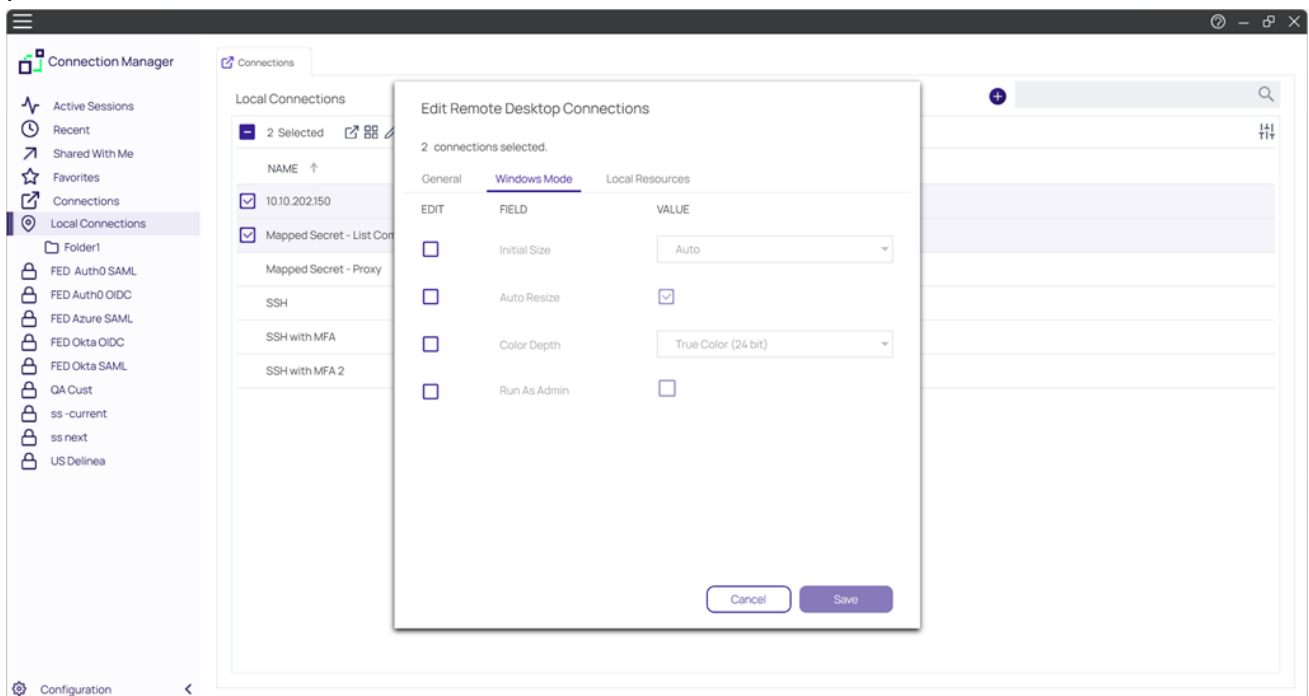 Connection Manager
Active Sessions
Recent
Shared With Me
Favorites
Connections
Local Connections
Folder1
FED Auth0 SAML
FED Auth0 OIDC
FED Azure SAML
FED Okta OIDC
FED Okta SAML
QA Cust
ss -current
ss next
US Delinea
Configuration
Connections
Local Connections
2 Selected
NAME
10.10.202.150
Mapped Secret - List Con
Mapped Secret - Proxy
SSH
SSH with MFA
SSH with MFA 2
Edit Remote Desktop Connections
2 connections selected.
General Windows Mode Local Resources
EDIT FIELD VALUE
Initial Size Auto
Auto Resize
Color Depth True Color (24 bit)
Run As Admin
Cancel Save